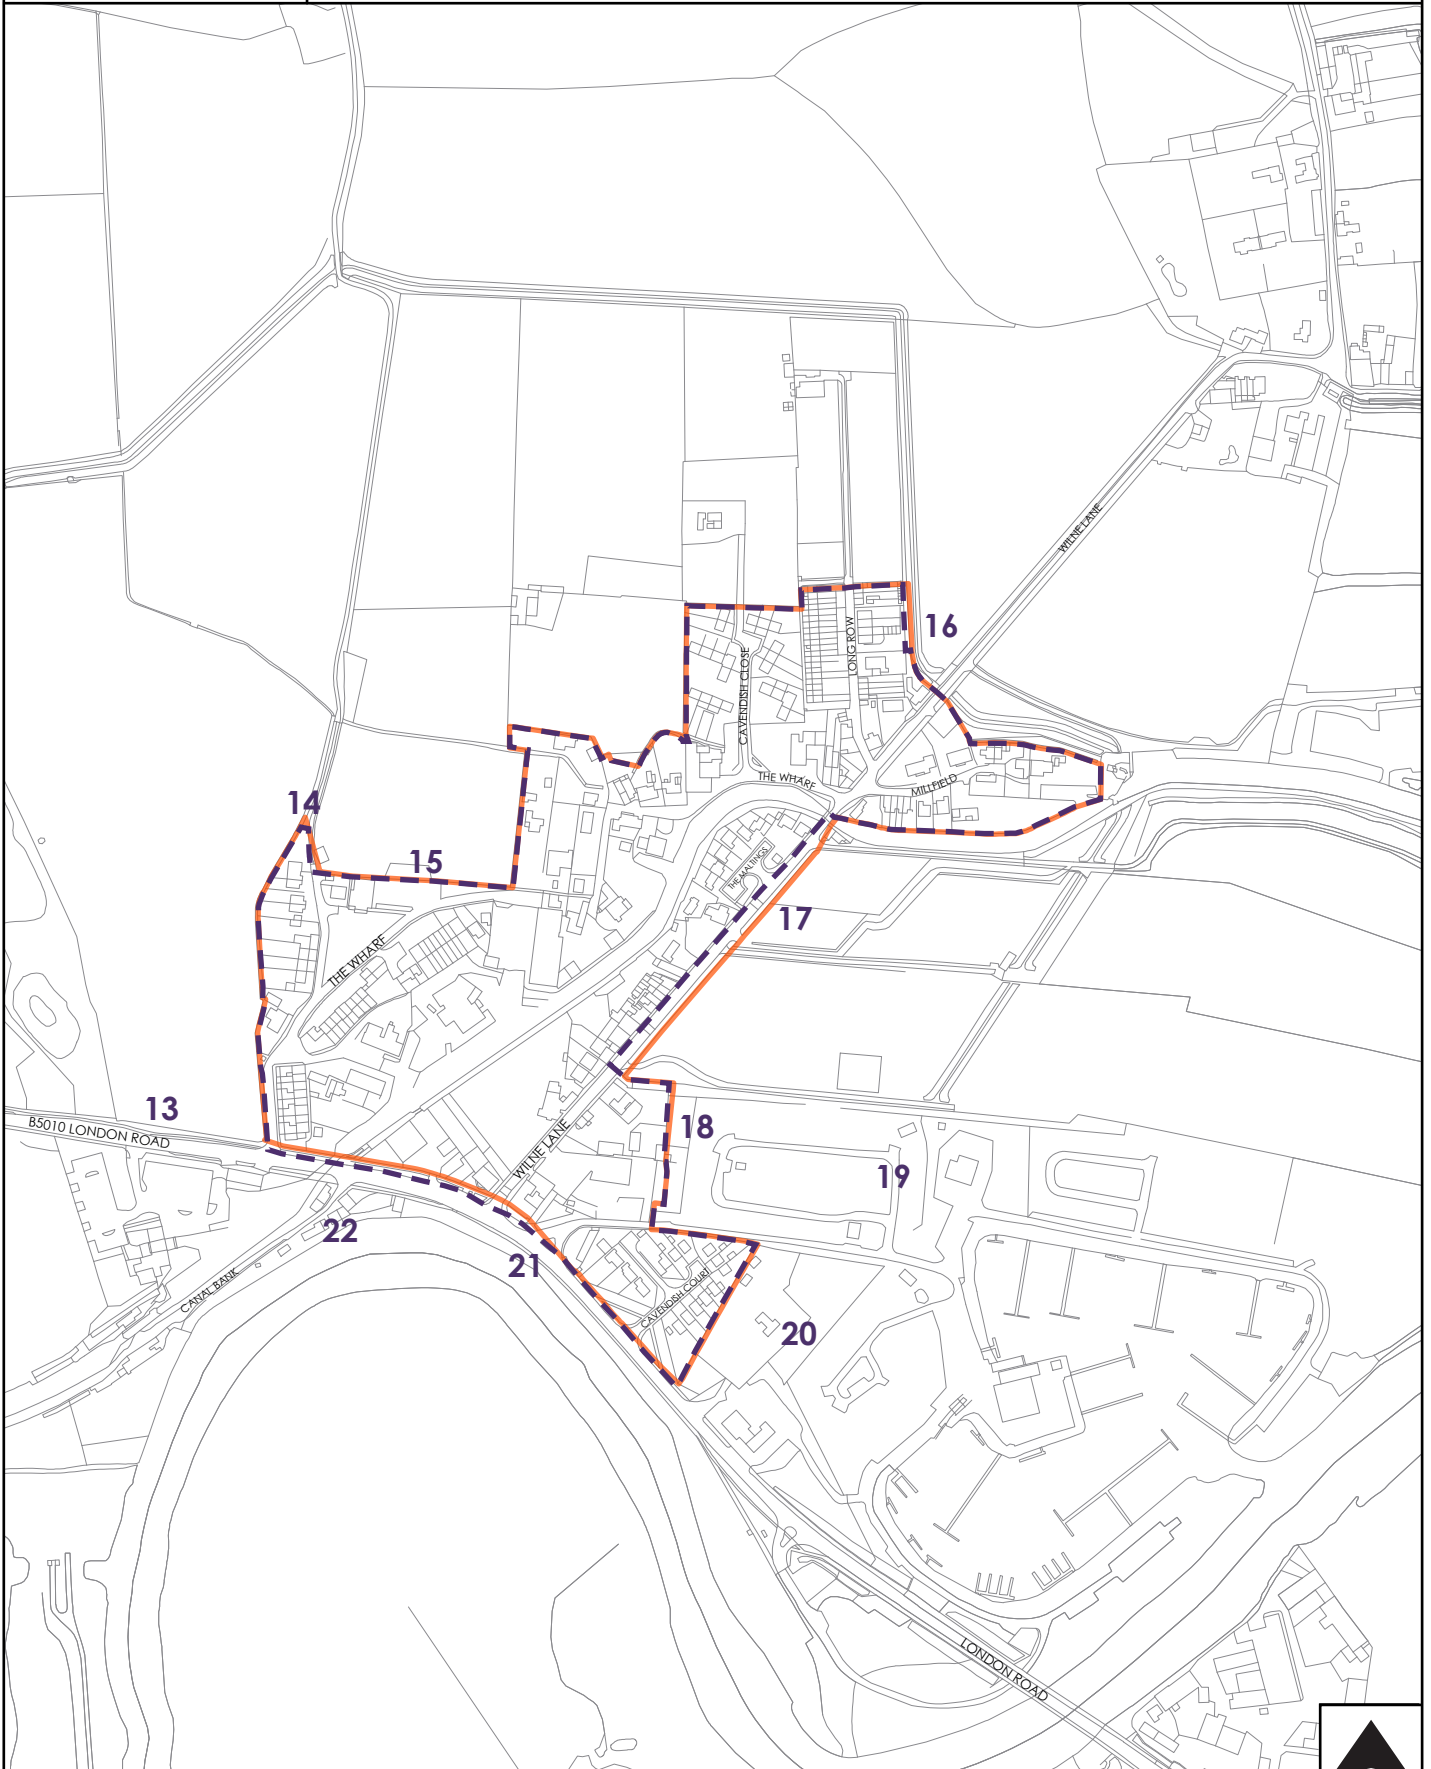 WILNE LANE
16
LONG ROW
CAVENDISH CLOSE
THE WHARF
MILLFIELD
14
15
THE MALTINGS
17
THE WHARF
13
B5010 LONDON ROAD
18
WILNE LANE
19
22
21
CANAL BANK
CAVENDISH COURT
20
LONDON ROAD